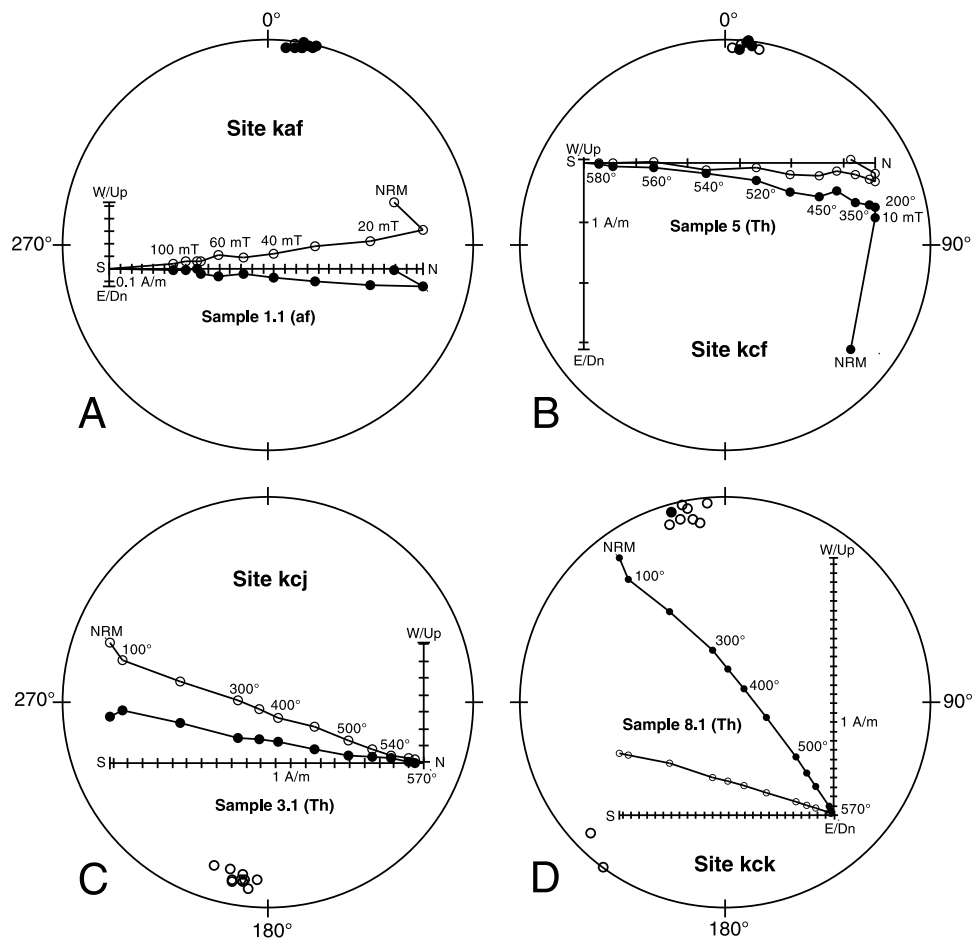 0°
Site kaf
W/Up
NRM
100 mT
60 mT
40 mT
20 mT
S
N
0.1 A/m
E/Dn
Sample 1.1 (af)
270°
A
0°
Site kcf
W/Up
S
N
580°
560°
540°
520°
450°
350°
200°
10 mT
1 A/m
Sample 5 (Th)
90°
E/Dn
NRM
B
Site kcj
NRM
100°
W/Up
300°
400°
500°
540°
270°
S
N
1 A/m
570°
Sample 3.1 (Th)
C
180°
NRM
100°
W/Up
300°
400°
90°
Sample 8.1 (Th)
1 A/m
500°
570°
S
E/Dn
Site kck
D
180°